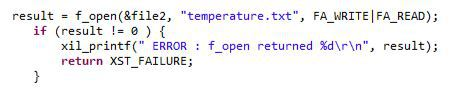 result = f_open(&file2, "temperature.txt", FA_WRITE|FA_READ);
if (result != 0 ) {
xil_printf(" ERROR : f_open returned %d\r\n", result);
return XST_FAILURE;
}